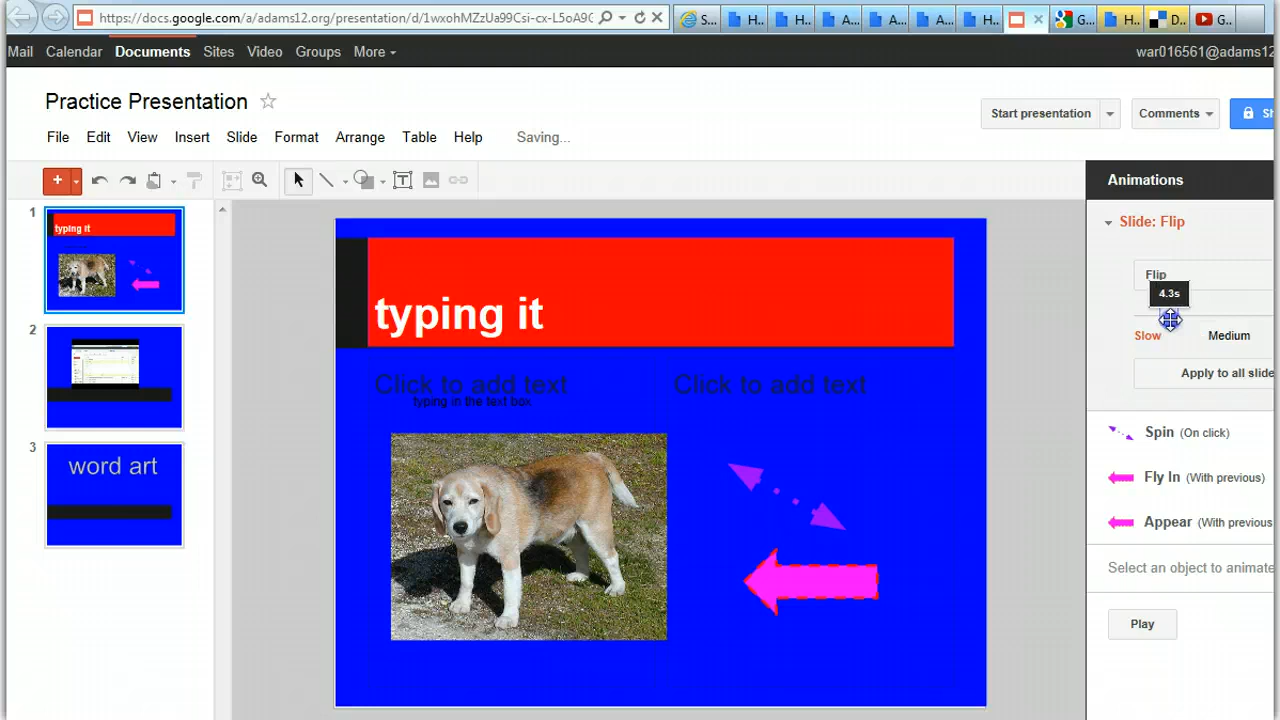 https://docs.google.com/a/adams12.org/presentation/d/1wxohMZzUa99Csi-cx-L5oA9G
S... H... H... A... A... A... H... G... H... D... G...
Mail Calendar Documents Sites Video Groups More war016561@adams12
Practice Presentation
Start presentation Comments Sh
File Edit View Insert Slide Format Arrange Table Help Saving...
Animations
1
typing it
2
3
word art
typing it
Click to add text
typing in the text box
Click to add text
Slide: Flip
Flip
4.3s
Slow Medium
Apply to all slide
Spin (On click)
Fly In (With previous)
Appear (With previous
Select an object to animate
Play